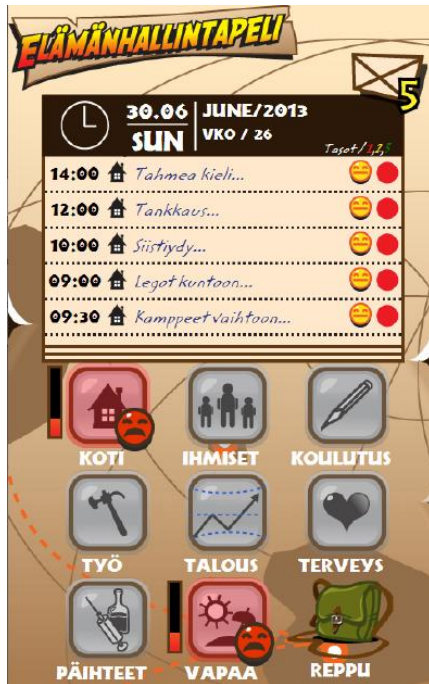 ELÄMÄNHALLINTAPELI
5
30.06 JUNE/2013
SUN VKO / 26
Tasot / 1,2,3
14:00 Tahmea kieli...
12:00 Tankkaus...
10:00 Siistiydy...
09:00 Legot kuntoon...
09:30 Kamppeet vaihtoon...
KOTI IHMISET KOULUTUS
TYÖ TALOUS TERVEYS
PÄIHTEET VAPAA REPPU